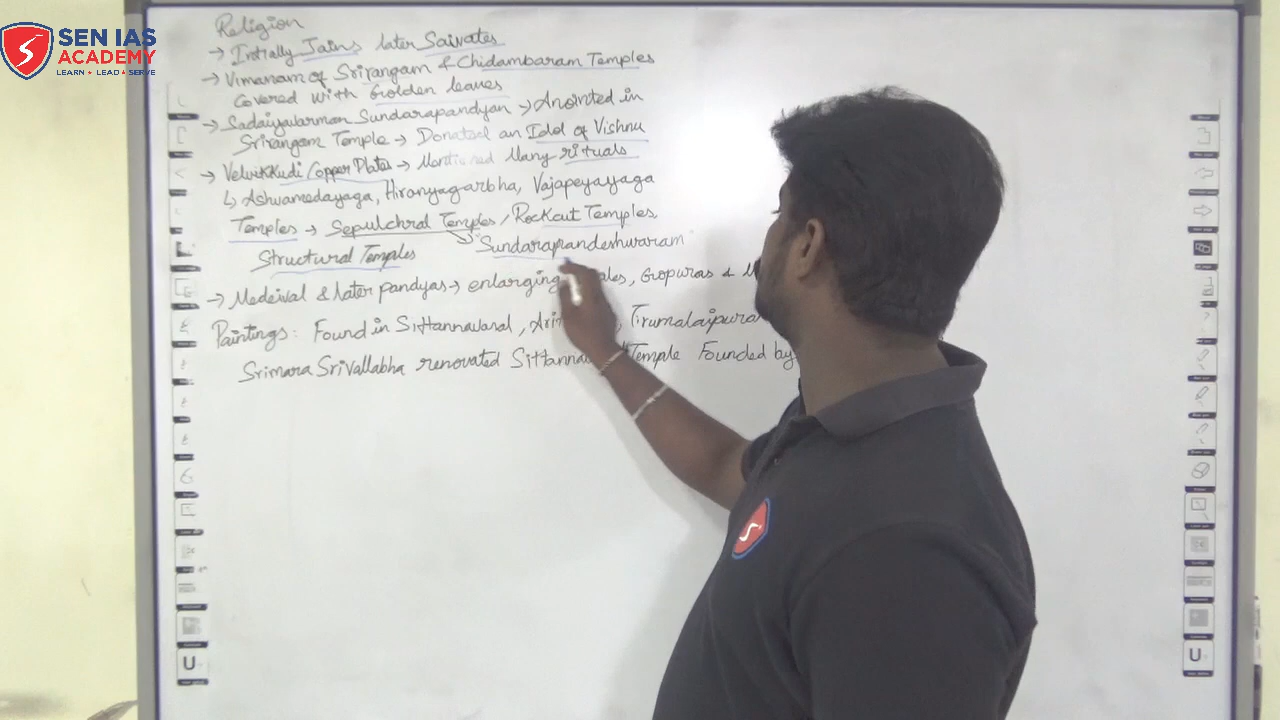 SEN IAS
ACADEMY
LEARN ★ LEAD ★ SERVE
Religion
→ Initially Jains later Saivates
→ Vimanam of Srirangam & Chidambaram Temples
covered with Golden leaves
→ Sadaiyavarman Sundarapandyan → Anointed in
Srirangam Temple → Donated an Idol of Vishnu
→ Velvikkudi Copper Plates → Mentioned Many rituals
↳ Ashwamedayaga, Hiranyagarbha, Vajapeyayaga
Temples → Sepulchral Temples, Rockcut Temples,
Structural Temples "Sundarapandeshwaram"
→ Medeival & later pandyas → enlarging Gopuras &
Paintings: Found in Sittannavasal, Tirumalaipuram
Srimara Srivallabha renovated Temple Founded by
U
U